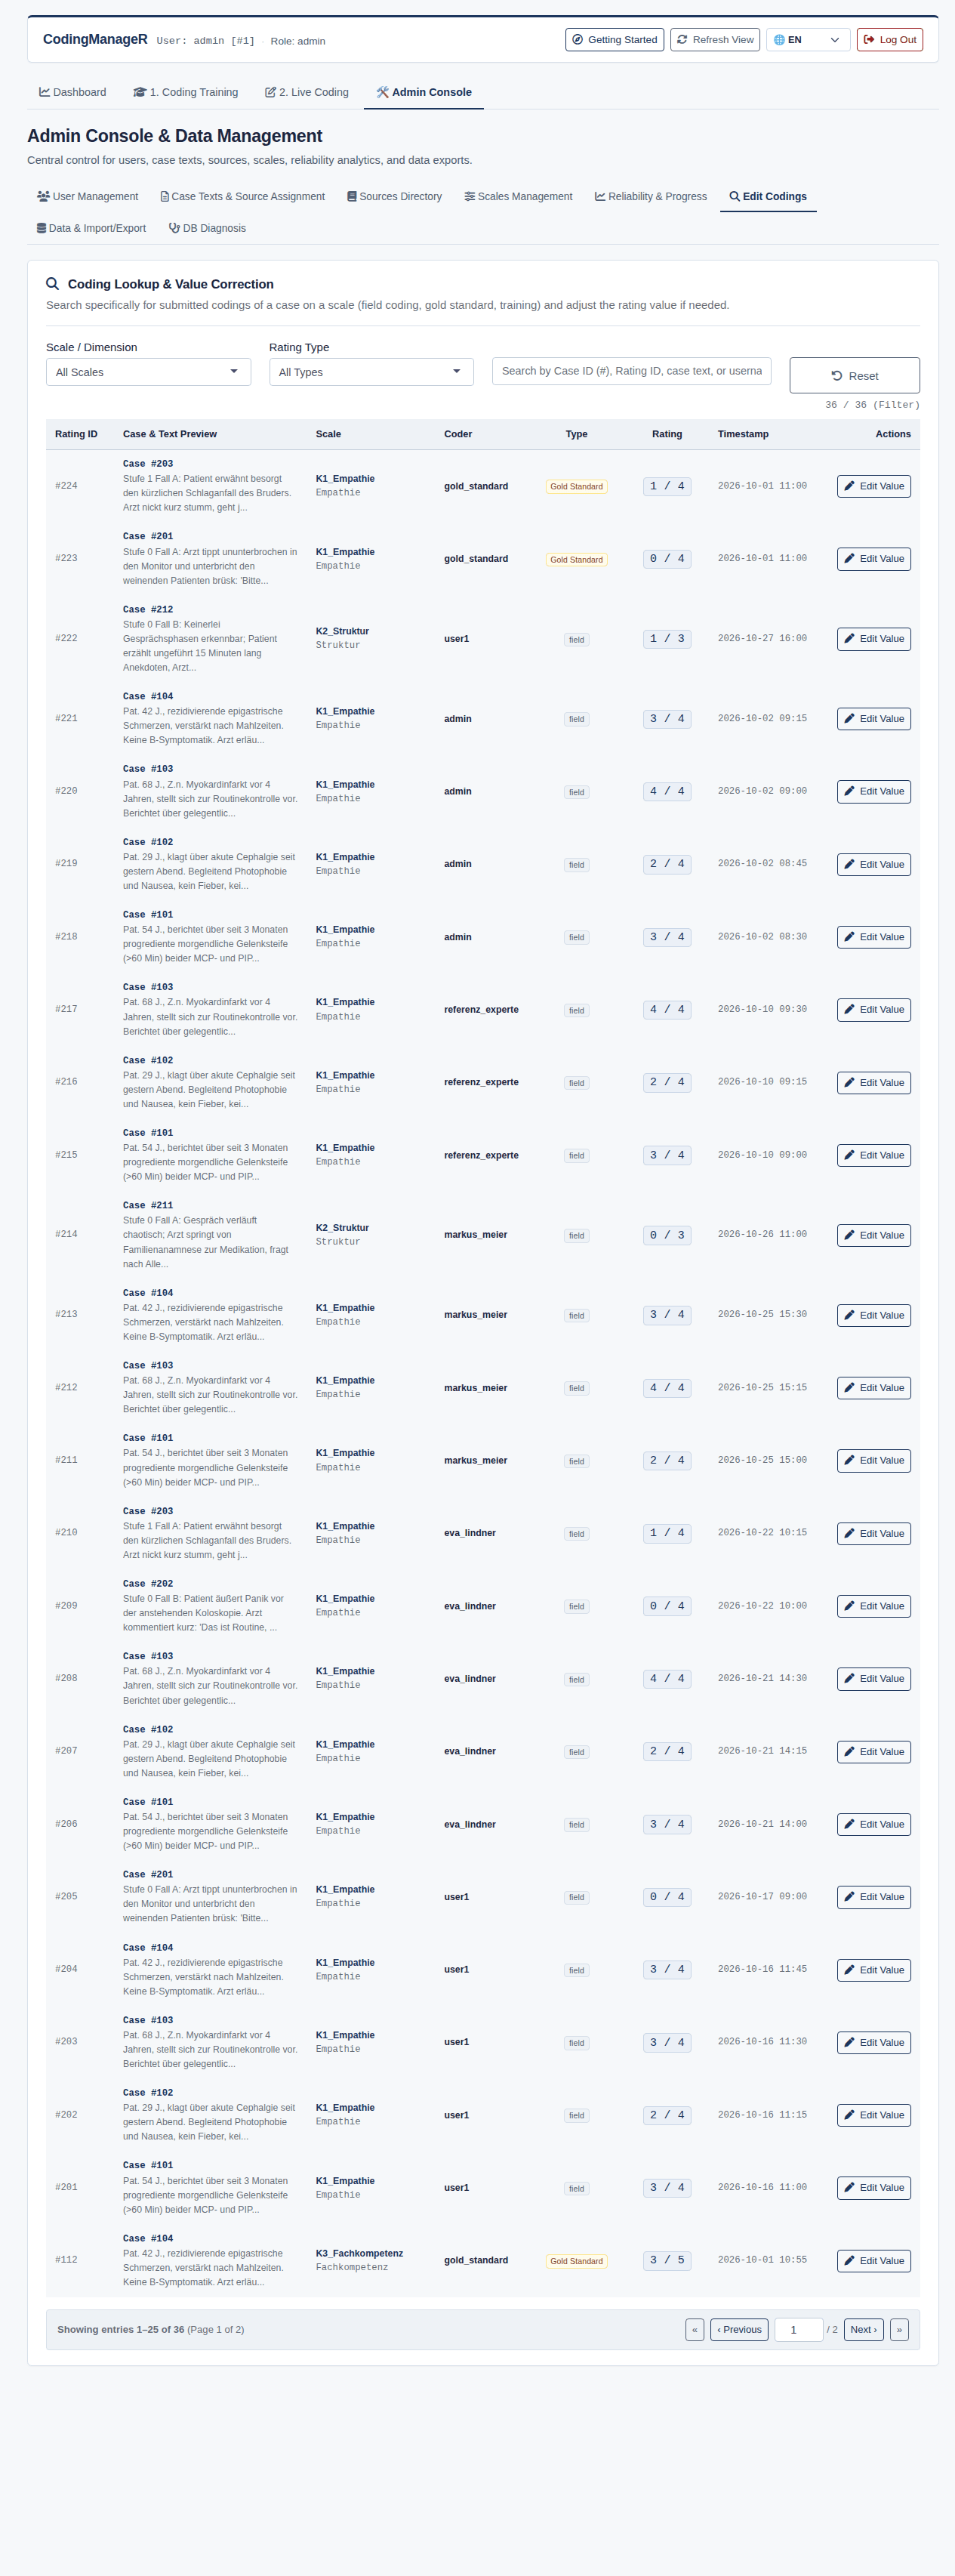 CodingManageR User: admin [#1] · Role: admin
Getting Started
Refresh View
🌐 EN
Log Out
Dashboard
1. Coding Training
2. Live Coding
🛠️ Admin Console
Admin Console & Data Management
Central control for users, case texts, sources, scales, reliability analytics, and data exports.
User Management
Case Texts & Source Assignment
Sources Directory
Scales Management
Reliability & Progress
Edit Codings
Data & Import/Export
DB Diagnosis
Coding Lookup & Value Correction
Search specifically for submitted codings of a case on a scale (field coding, gold standard, training) and adjust the rating value if needed.
Scale / Dimension
Rating Type
All Scales
All Types
Search by Case ID (#), Rating ID, case text, or userna
Reset
36 / 36 (Filter)
Rating ID Case & Text Preview Scale Coder Type Rating Timestamp Actions
Case #203
Stufe 1 Fall A: Patient erwähnt besorgt
den kürzlichen Schlaganfall des Bruders.
Arzt nickt kurz stumm, geht j...
#224 K1_Empathie
Empathie
gold_standard Gold Standard 1 / 4 2026-10-01 11:00 Edit Value
Case #201
Stufe 0 Fall A: Arzt tippt ununterbrochen in
den Monitor und unterbricht den
weinenden Patienten brüsk: 'Bitte...
#223 K1_Empathie
Empathie
gold_standard Gold Standard 0 / 4 2026-10-01 11:00 Edit Value
Case #212
Stufe 0 Fall B: Keinerlei
Gesprächsphasen erkennbar; Patient
erzählt ungeführt 15 Minuten lang
Anekdoten, Arzt...
#222 K2_Struktur
Struktur
user1 field 1 / 3 2026-10-27 16:00 Edit Value
Case #104
Pat. 42 J., rezidivierende epigastrische
Schmerzen, verstärkt nach Mahlzeiten.
Keine B-Symptomatik. Arzt erläu...
#221 K1_Empathie
Empathie
admin field 3 / 4 2026-10-02 09:15 Edit Value
Case #103
Pat. 68 J., Z.n. Myokardinfarkt vor 4
Jahren, stellt sich zur Routinekontrolle vor.
Berichtet über gelegentlic...
#220 K1_Empathie
Empathie
admin field 4 / 4 2026-10-02 09:00 Edit Value
Case #102
Pat. 29 J., klagt über akute Cephalgie seit
gestern Abend. Begleitend Photophobie
und Nausea, kein Fieber, kei...
#219 K1_Empathie
Empathie
admin field 2 / 4 2026-10-02 08:45 Edit Value
Case #101
Pat. 54 J., berichtet über seit 3 Monaten
progrediente morgendliche Gelenksteife
(>60 Min) beider MCP- und PIP...
#218 K1_Empathie
Empathie
admin field 3 / 4 2026-10-02 08:30 Edit Value
Case #103
Pat. 68 J., Z.n. Myokardinfarkt vor 4
Jahren, stellt sich zur Routinekontrolle vor.
Berichtet über gelegentlic...
#217 K1_Empathie
Empathie
referenz_experte field 4 / 4 2026-10-10 09:30 Edit Value
Case #102
Pat. 29 J., klagt über akute Cephalgie seit
gestern Abend. Begleitend Photophobie
und Nausea, kein Fieber, kei...
#216 K1_Empathie
Empathie
referenz_experte field 2 / 4 2026-10-10 09:15 Edit Value
Case #101
Pat. 54 J., berichtet über seit 3 Monaten
progrediente morgendliche Gelenksteife
(>60 Min) beider MCP- und PIP...
#215 K1_Empathie
Empathie
referenz_experte field 3 / 4 2026-10-10 09:00 Edit Value
Case #211
Stufe 0 Fall A: Gespräch verläuft
chaotisch; Arzt springt von
Familienanamnese zur Medikation, fragt
nach Alle...
#214 K2_Struktur
Struktur
markus_meier field 0 / 3 2026-10-26 11:00 Edit Value
Case #104
Pat. 42 J., rezidivierende epigastrische
Schmerzen, verstärkt nach Mahlzeiten.
Keine B-Symptomatik. Arzt erläu...
#213 K1_Empathie
Empathie
markus_meier field 3 / 4 2026-10-25 15:30 Edit Value
Case #103
Pat. 68 J., Z.n. Myokardinfarkt vor 4
Jahren, stellt sich zur Routinekontrolle vor.
Berichtet über gelegentlic...
#212 K1_Empathie
Empathie
markus_meier field 4 / 4 2026-10-25 15:15 Edit Value
Case #101
Pat. 54 J., berichtet über seit 3 Monaten
progrediente morgendliche Gelenksteife
(>60 Min) beider MCP- und PIP...
#211 K1_Empathie
Empathie
markus_meier field 2 / 4 2026-10-25 15:00 Edit Value
Case #203
Stufe 1 Fall A: Patient erwähnt besorgt
den kürzlichen Schlaganfall des Bruders.
Arzt nickt kurz stumm, geht j...
#210 K1_Empathie
Empathie
eva_lindner field 1 / 4 2026-10-22 10:15 Edit Value
Case #202
Stufe 0 Fall B: Patient äußert Panik vor
der anstehenden Koloskopie. Arzt
kommentiert kurz: 'Das ist Routine, ...
#209 K1_Empathie
Empathie
eva_lindner field 0 / 4 2026-10-22 10:00 Edit Value
Case #103
Pat. 68 J., Z.n. Myokardinfarkt vor 4
Jahren, stellt sich zur Routinekontrolle vor.
Berichtet über gelegentlic...
#208 K1_Empathie
Empathie
eva_lindner field 4 / 4 2026-10-21 14:30 Edit Value
Case #102
Pat. 29 J., klagt über akute Cephalgie seit
gestern Abend. Begleitend Photophobie
und Nausea, kein Fieber, kei...
#207 K1_Empathie
Empathie
eva_lindner field 2 / 4 2026-10-21 14:15 Edit Value
Case #101
Pat. 54 J., berichtet über seit 3 Monaten
progrediente morgendliche Gelenksteife
(>60 Min) beider MCP- und PIP...
#206 K1_Empathie
Empathie
eva_lindner field 3 / 4 2026-10-21 14:00 Edit Value
Case #201
Stufe 0 Fall A: Arzt tippt ununterbrochen in
den Monitor und unterbricht den
weinenden Patienten brüsk: 'Bitte...
#205 K1_Empathie
Empathie
user1 field 0 / 4 2026-10-17 09:00 Edit Value
Case #104
Pat. 42 J., rezidivierende epigastrische
Schmerzen, verstärkt nach Mahlzeiten.
Keine B-Symptomatik. Arzt erläu...
#204 K1_Empathie
Empathie
user1 field 3 / 4 2026-10-16 11:45 Edit Value
Case #103
Pat. 68 J., Z.n. Myokardinfarkt vor 4
Jahren, stellt sich zur Routinekontrolle vor.
Berichtet über gelegentlic...
#203 K1_Empathie
Empathie
user1 field 3 / 4 2026-10-16 11:30 Edit Value
Case #102
Pat. 29 J., klagt über akute Cephalgie seit
gestern Abend. Begleitend Photophobie
und Nausea, kein Fieber, kei...
#202 K1_Empathie
Empathie
user1 field 2 / 4 2026-10-16 11:15 Edit Value
Case #101
Pat. 54 J., berichtet über seit 3 Monaten
progrediente morgendliche Gelenksteife
(>60 Min) beider MCP- und PIP...
#201 K1_Empathie
Empathie
user1 field 3 / 4 2026-10-16 11:00 Edit Value
Case #104
Pat. 42 J., rezidivierende epigastrische
Schmerzen, verstärkt nach Mahlzeiten.
Keine B-Symptomatik. Arzt erläu...
#112 K3_Fachkompetenz
Fachkompetenz
gold_standard Gold Standard 3 / 5 2026-10-01 10:55 Edit Value
Showing entries 1–25 of 36 (Page 1 of 2)
« ‹ Previous 1 / 2 Next › »